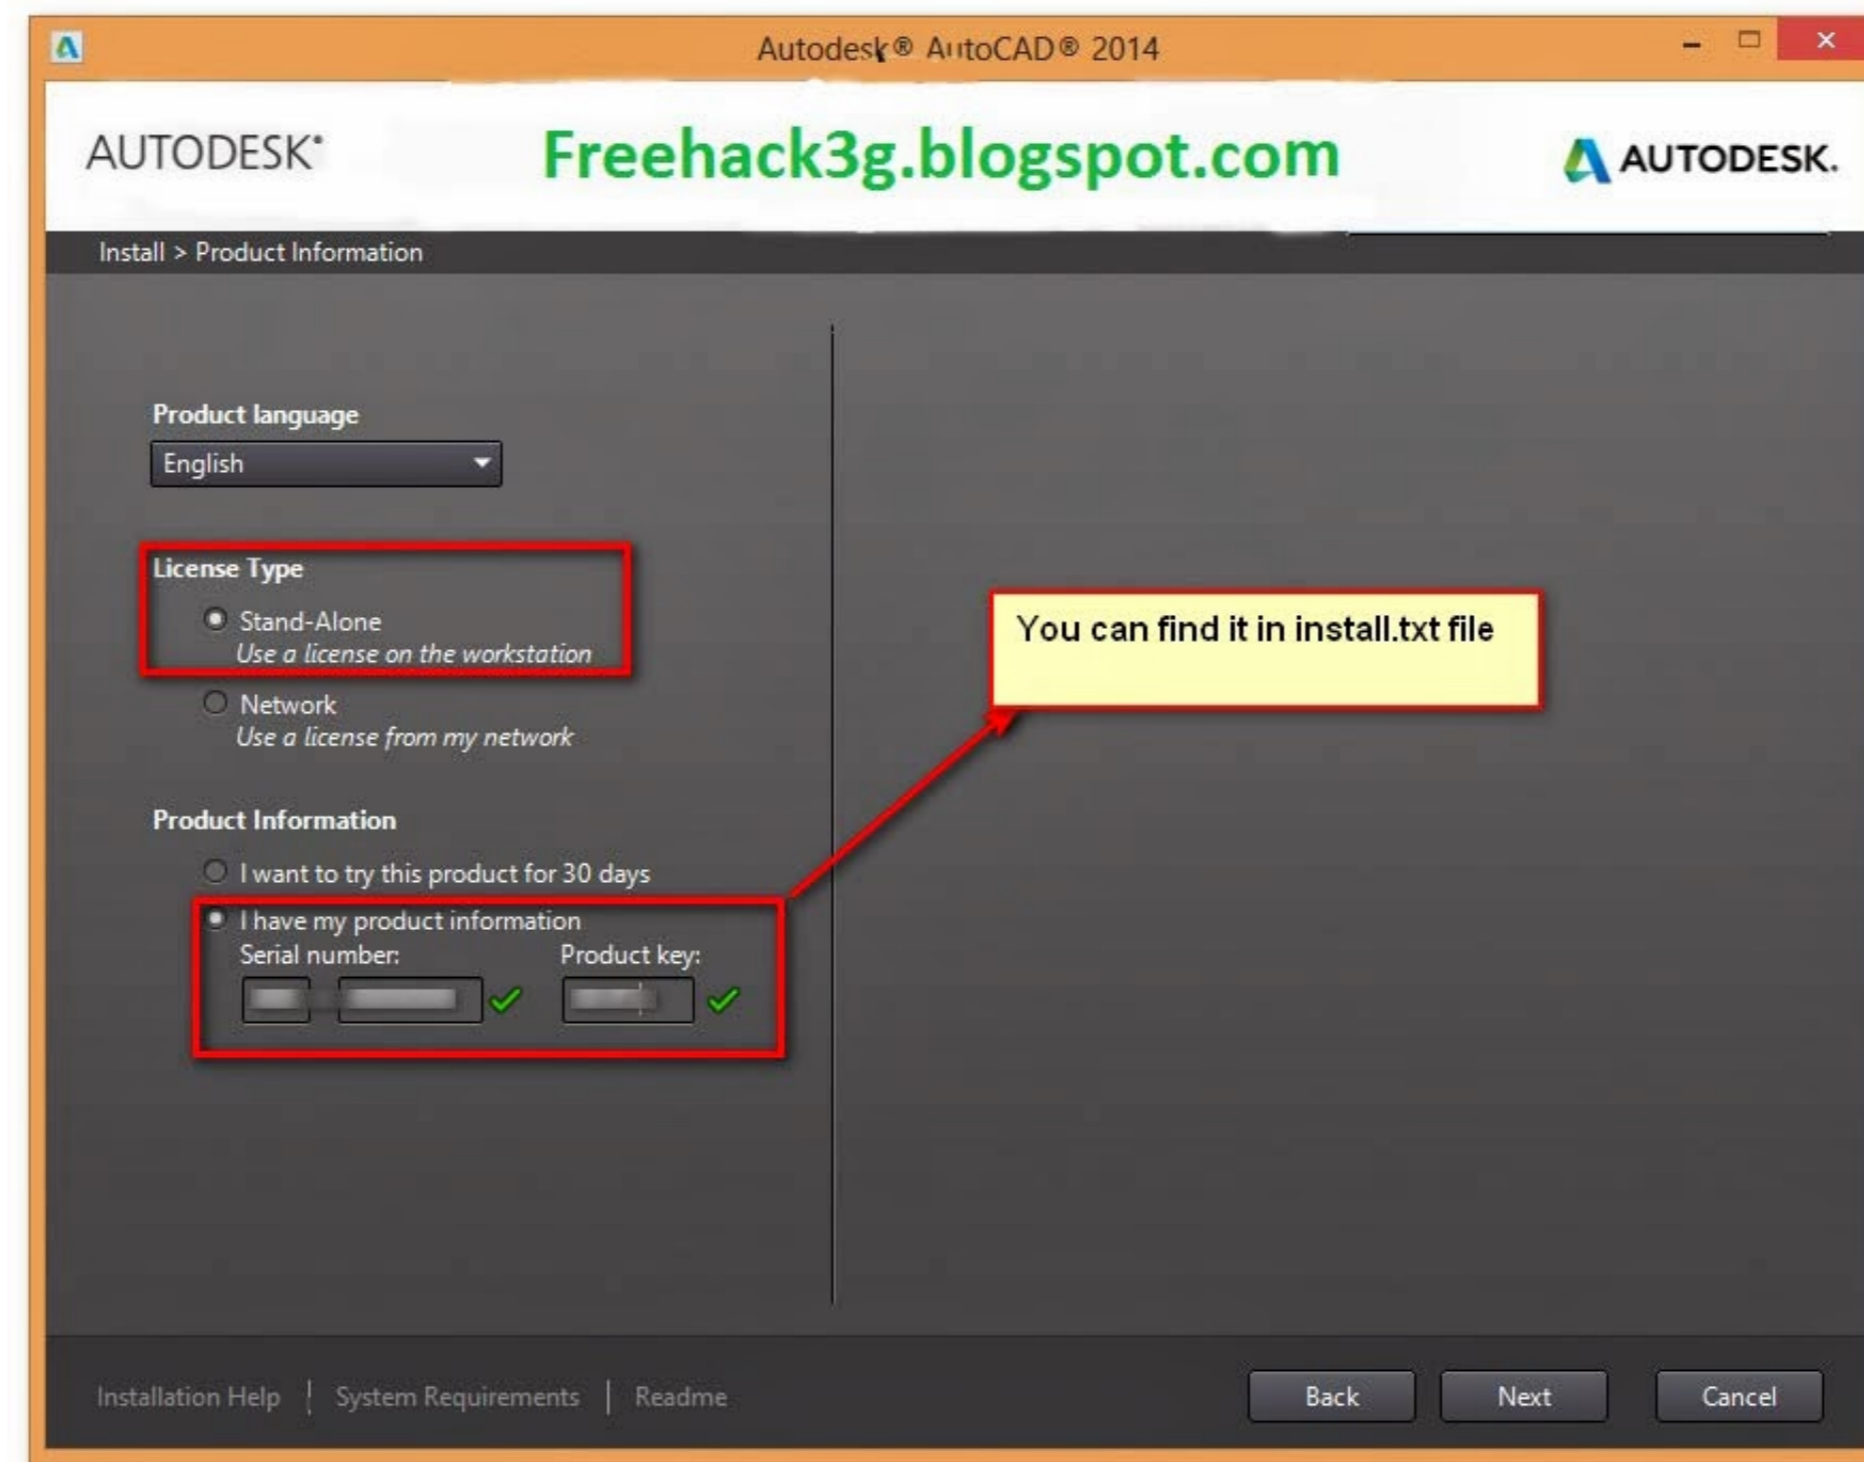 Autodesk® AutoCAD® 2014
AUTODESK®
Freehack3g.blogspot.com
AUTODESK.
Install > Product Information
Product language
English
License Type
Stand-Alone
Use a license on the workstation
Network
Use a license from my network
Product Information
I want to try this product for 30 days
I have my product information
Serial number:
Product key:
You can find it in install.txt file
Installation Help | System Requirements | Readme
Back
Next
Cancel